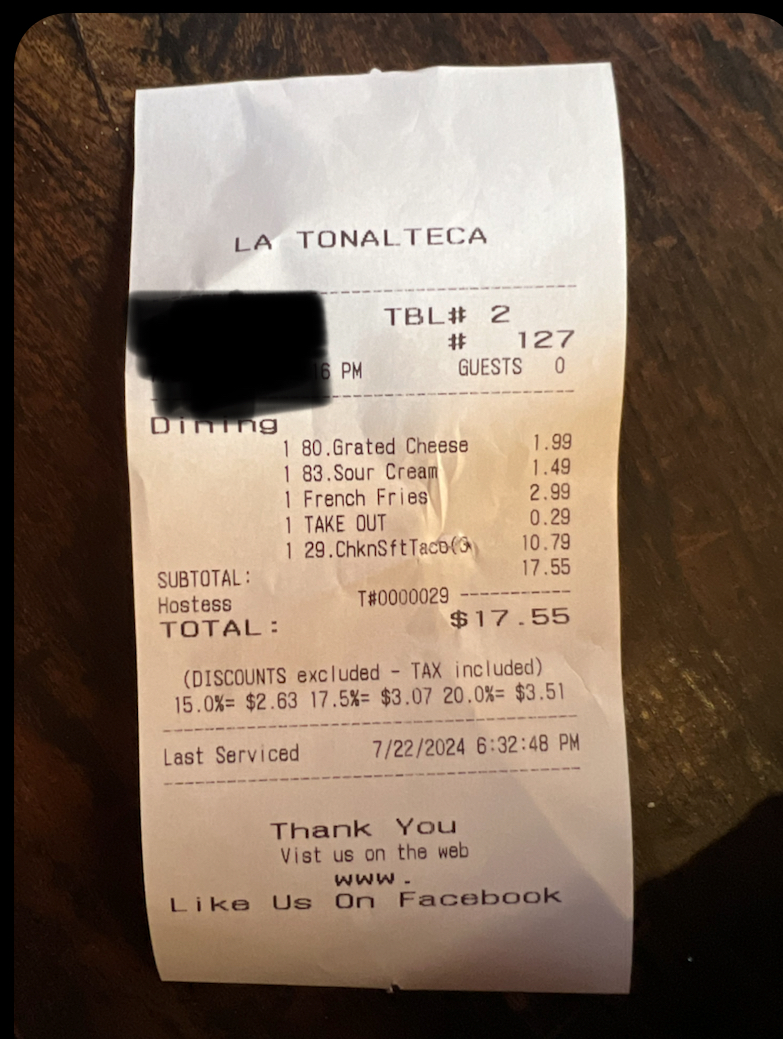 LA TONALTECA
TBL# 2
# 127
6 PM GUESTS 0
Dining
1 80.Grated Cheese 1.99
1 83.Sour Cream 1.49
1 French Fries 2.99
1 TAKE OUT 0.29
1 29.ChknSftTaco(3) 10.79
SUBTOTAL: 17.55
Hostess T#0000029
TOTAL: $17.55
(DISCOUNTS excluded - TAX included)
15.0%= $2.63 17.5%= $3.07 20.0%= $3.51
Last Serviced 7/22/2024 6:32:48 PM
Thank You
Vist us on the web
www.
Like Us On Facebook